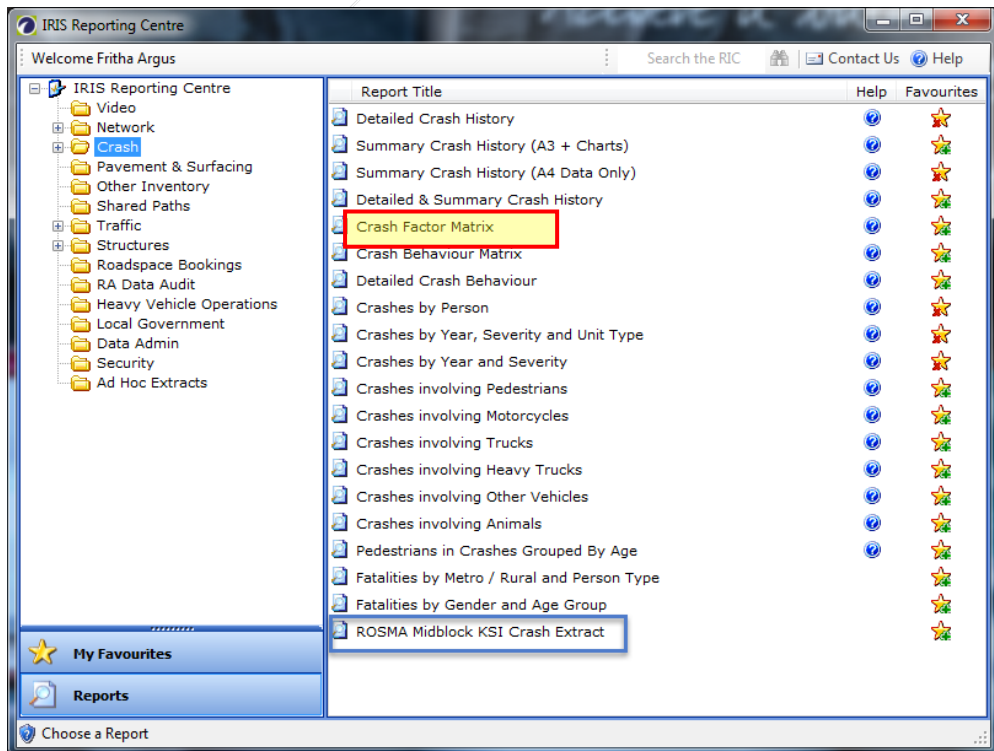 IRIS Reporting Centre
Welcome Fritha Argus
Search the RIC
Contact Us
Help
IRIS Reporting Centre
Video
Network
Crash
Pavement & Surfacing
Other Inventory
Shared Paths
Traffic
Structures
Roadspace Bookings
RA Data Audit
Heavy Vehicle Operations
Local Government
Data Admin
Security
Ad Hoc Extracts
My Favourites
Reports
Report Title Help Favourites
Detailed Crash History
Summary Crash History (A3 + Charts)
Summary Crash History (A4 Data Only)
Detailed & Summary Crash History
Crash Factor Matrix
Crash Behaviour Matrix
Detailed Crash Behaviour
Crashes by Person
Crashes by Year, Severity and Unit Type
Crashes by Year and Severity
Crashes involving Pedestrians
Crashes involving Motorcycles
Crashes involving Trucks
Crashes involving Heavy Trucks
Crashes involving Other Vehicles
Crashes involving Animals
Pedestrians in Crashes Grouped By Age
Fatalities by Metro / Rural and Person Type
Fatalities by Gender and Age Group
ROSMA Midblock KSI Crash Extract
Choose a Report